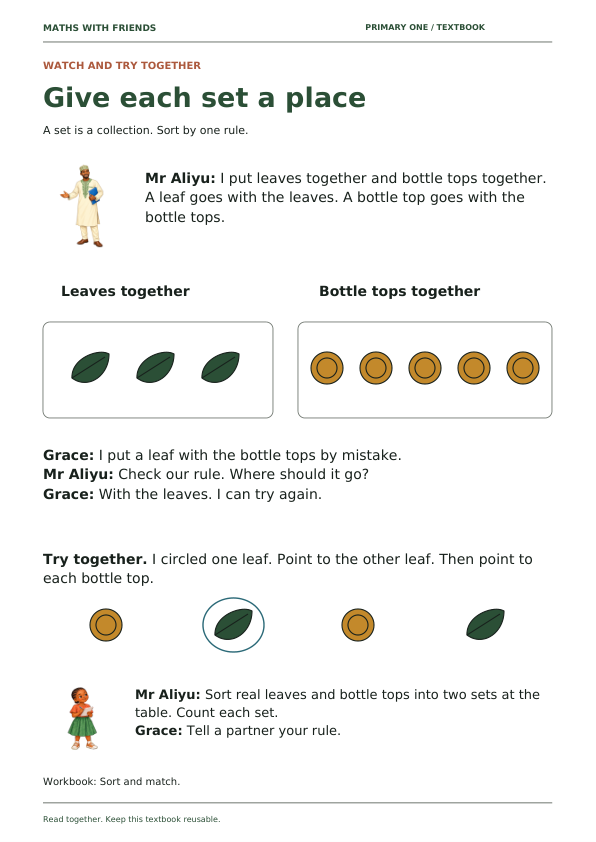 MATHS WITH FRIENDS
PRIMARY ONE / TEXTBOOK
WATCH AND TRY TOGETHER
Give each set a place
A set is a collection. Sort by one rule.
Mr Aliyu: I put leaves together and bottle tops together.
A leaf goes with the leaves. A bottle top goes with the
bottle tops.
Leaves together
Bottle tops together
Grace: I put a leaf with the bottle tops by mistake.
Mr Aliyu: Check our rule. Where should it go?
Grace: With the leaves. I can try again.
Try together. I circled one leaf. Point to the other leaf. Then point to
each bottle top.
Mr Aliyu: Sort real leaves and bottle tops into two sets at the
table. Count each set.
Grace: Tell a partner your rule.
Workbook: Sort and match.
Read together. Keep this textbook reusable.